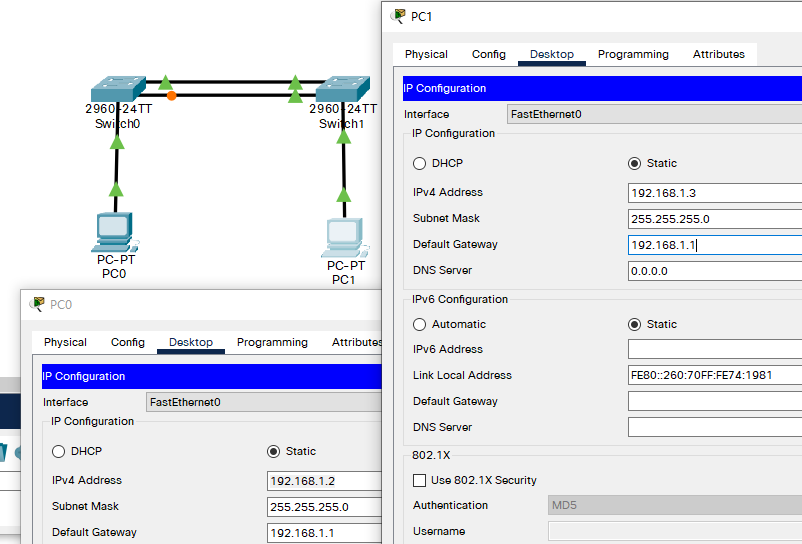 2960-24TT
Switch0
2960-24TT
Switch1
PC-PT
PC0
PC-PT
PC1
PC1
Physical Config Desktop Programming Attributes
IP Configuration
Interface FastEthernet0
IP Configuration
DHCP Static
IPv4 Address 192.168.1.3
Subnet Mask 255.255.255.0
Default Gateway 192.168.1.1
DNS Server 0.0.0.0
IPv6 Configuration
Automatic Static
IPv6 Address
Link Local Address FE80::260:70FF:FE74:1981
Default Gateway
DNS Server
802.1X
Use 802.1X Security
Authentication MD5
Username
PC0
Physical Config Desktop Programming Attributes
IP Configuration
Interface FastEthernet0
IP Configuration
DHCP Static
IPv4 Address 192.168.1.2
Subnet Mask 255.255.255.0
Default Gateway 192.168.1.1